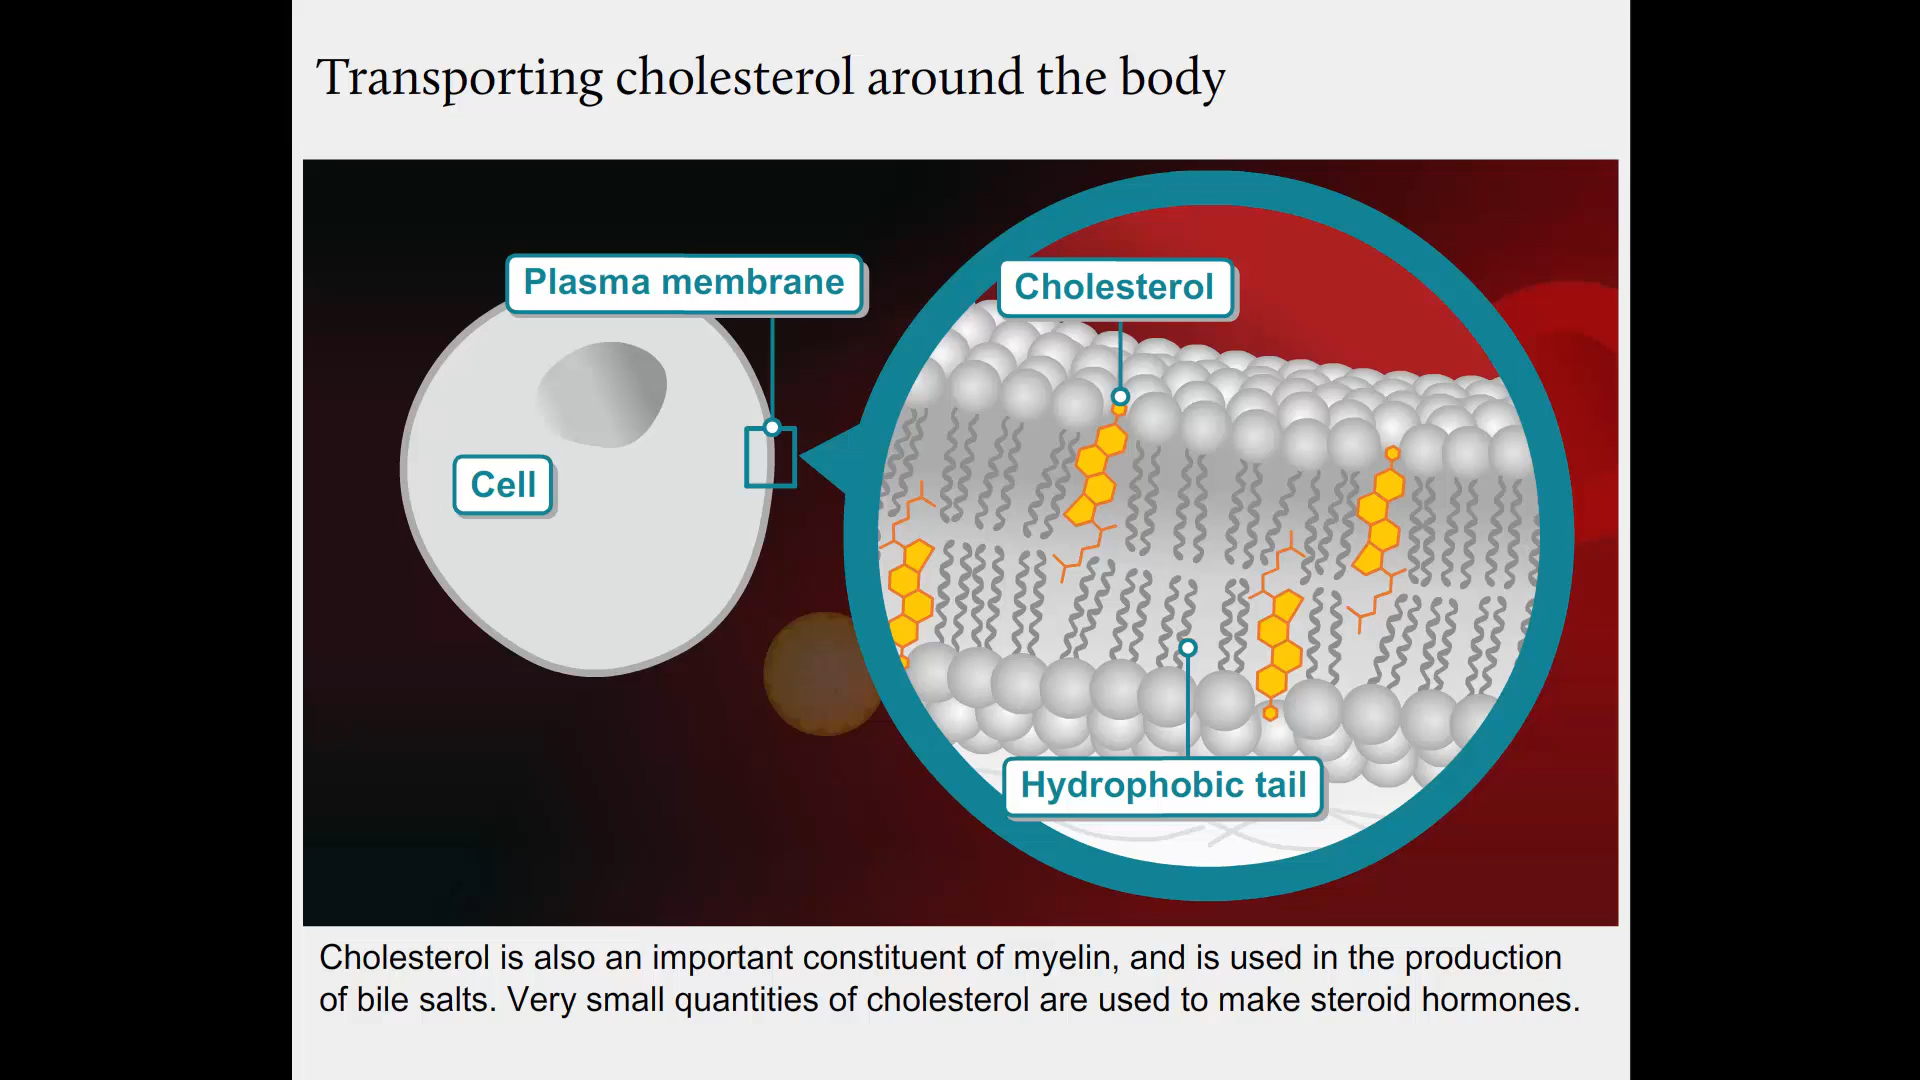 Transporting cholesterol around the body
Plasma membrane
Cholesterol
Cell
Hydrophobic tail
Cholesterol is also an important constituent of myelin, and is used in the production
of bile salts. Very small quantities of cholesterol are used to make steroid hormones.